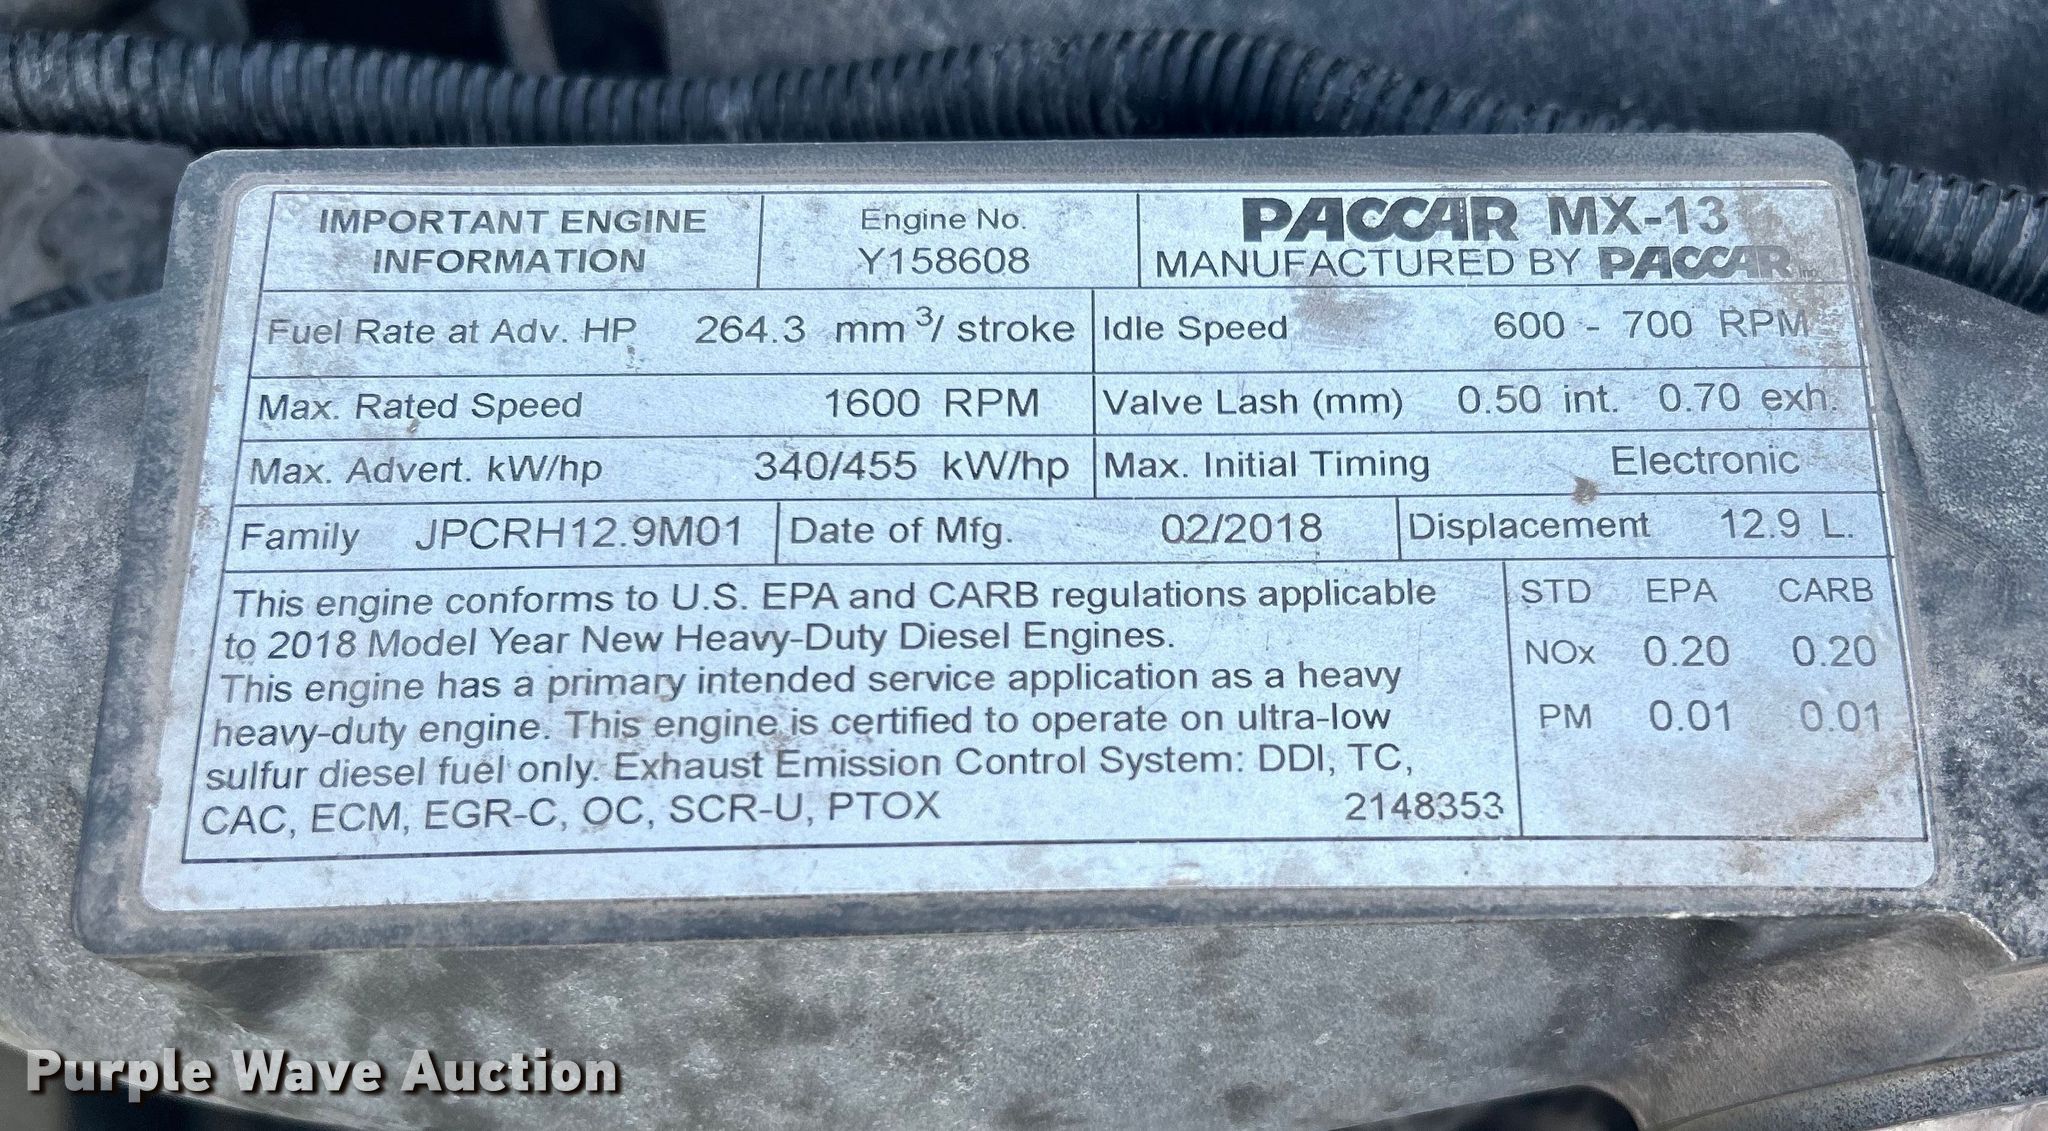 IMPORTANT ENGINE INFORMATION
Engine No. Y158608
PACCAR MX-13
MANUFACTURED BY PACCAR Inc.
Fuel Rate at Adv. HP 264.3 mm³/ stroke
Idle Speed 600 - 700 RPM
Max. Rated Speed 1600 RPM
Valve Lash (mm) 0.50 int. 0.70 exh.
Max. Advert. kW/hp 340/455 kW/hp
Max. Initial Timing Electronic
Family JPCRH12.9M01
Date of Mfg. 02/2018
Displacement 12.9 L.
This engine conforms to U.S. EPA and CARB regulations applicable
to 2018 Model Year New Heavy-Duty Diesel Engines.
This engine has a primary intended service application as a heavy
heavy-duty engine. This engine is certified to operate on ultra-low
sulfur diesel fuel only. Exhaust Emission Control System: DDI, TC,
CAC, ECM, EGR-C, OC, SCR-U, PTOX 2148353
STD EPA CARB
NOx 0.20 0.20
PM 0.01 0.01
Purple Wave Auction